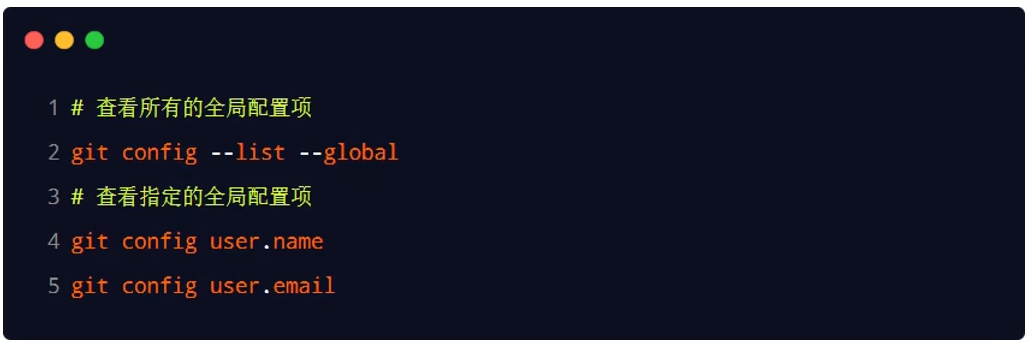 1 # 查看所有的全局配置项
2 git config --list --global
3 # 查看指定的全局配置项
4 git config user.name
5 git config user.email